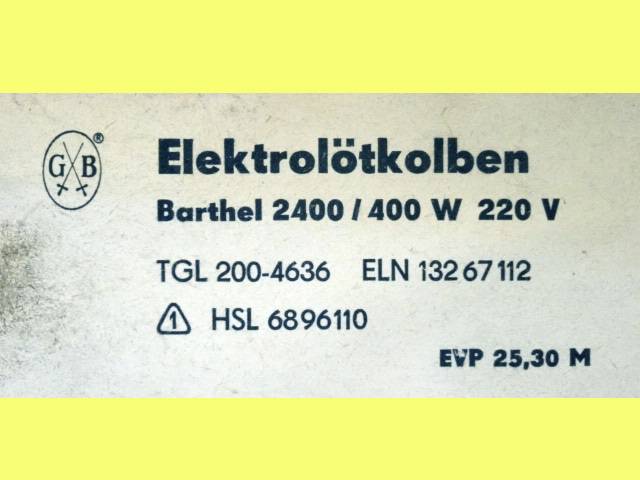 G B ®
Elektrolötkolben
Barthel 2400 / 400 W 220 V
TGL 200-4636 ELN 132 67 112
1 HSL 6896110
EVP 25,30 M